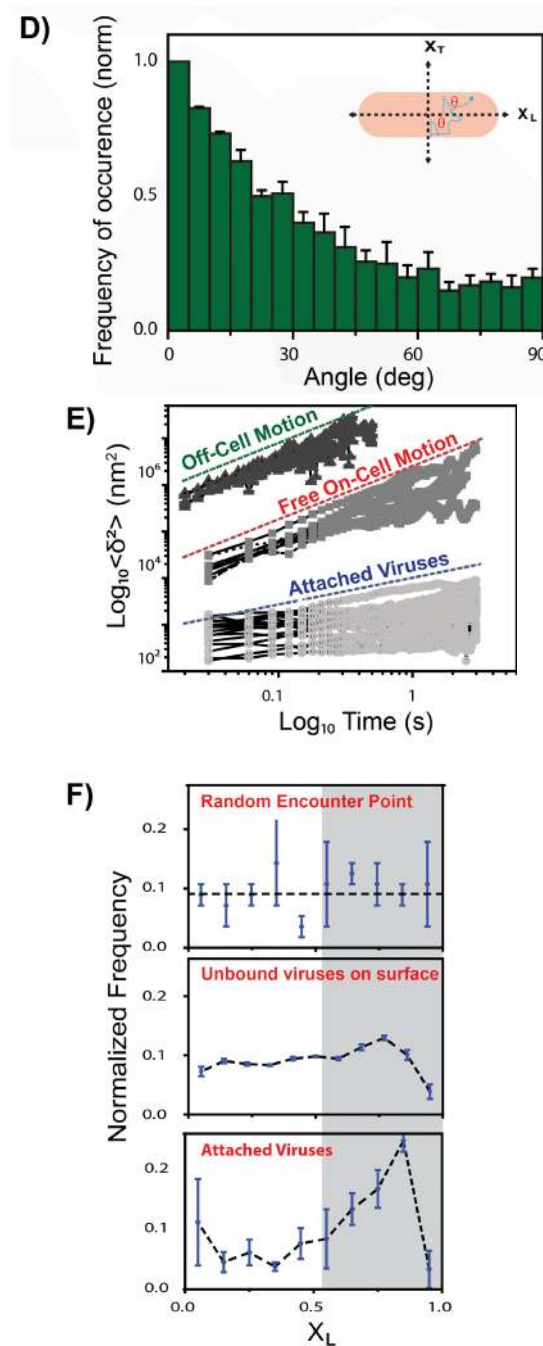 D)
Frequency of occurence (norm)
1.0
0.5
0.0
0
30
60
90
Angle (deg)
X_T
X_L
θ
θ
E)
Log₁₀<δ²> (nm²)
10⁶
10⁴
10²
Off-Cell Motion
Free On-Cell Motion
Attached Viruses
0.1
1
Log₁₀ Time (s)
F)
Normalized Frequency
Random Encounter Point
0.2
0.1
0.0
Unbound viruses on surface
0.2
0.1
0.0
Attached Viruses
0.2
0.1
0.0
0.0
0.5
1.0
X_L